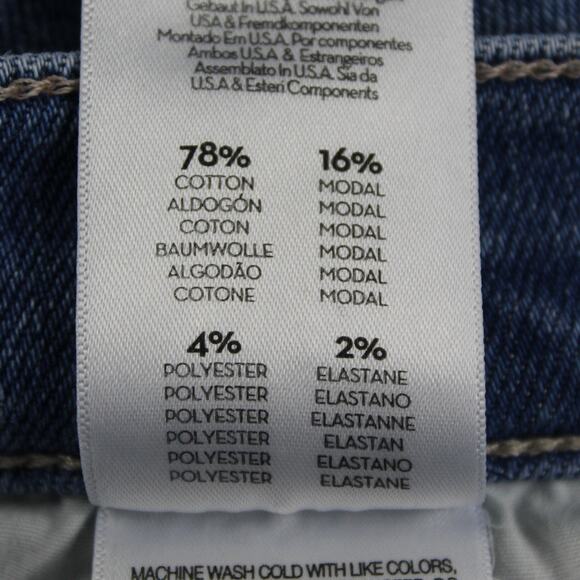 Gebaut In U.S.A. Sowohl Von
USA & Fremdkomponenten
Montado Em U.S.A. Por componentes
Ambos U.S.A & Estrangeiros
Assemblato In U.S.A. Sia da
U.S.A & Esteri Components
78% 16%
COTTON MODAL
ALDOGÓN MODAL
COTON MODAL
BAUMWOLLE MODAL
ALGODÃO MODAL
COTONE MODAL
4% 2%
POLYESTER ELASTANE
POLYESTER ELASTANO
POLYESTER ELASTANNE
POLYESTER ELASTAN
POLYESTER ELASTANO
POLYESTER ELASTANE
MACHINE WASH COLD WITH LIKE COLORS,